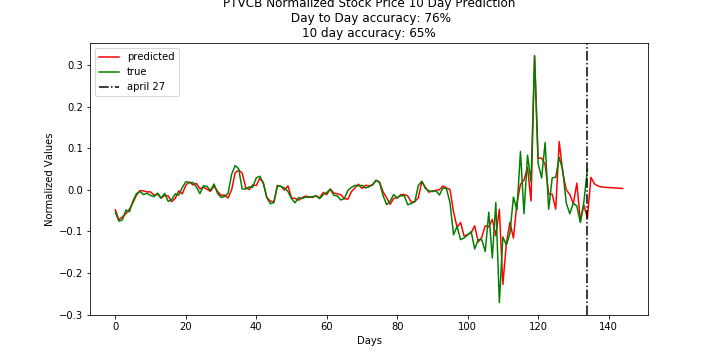 PTVCB Normalized Stock Price 10 Day Prediction
Day to Day accuracy: 76%
10 day accuracy: 65%
predicted
true
april 27
0.3
0.2
0.1
0.0
−0.1
−0.2
−0.3
Normalized Values
0 20 40 60 80 100 120 140
Days